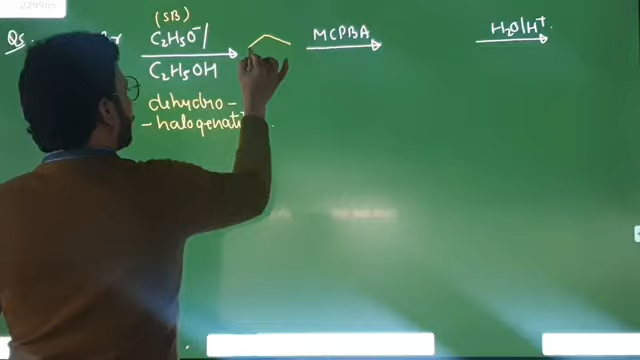 (SB)
Qs. C₂H₅O⁻/ MCPBA H₂O/H⁺.
C₂H₅OH
dehydro-
-halogenati